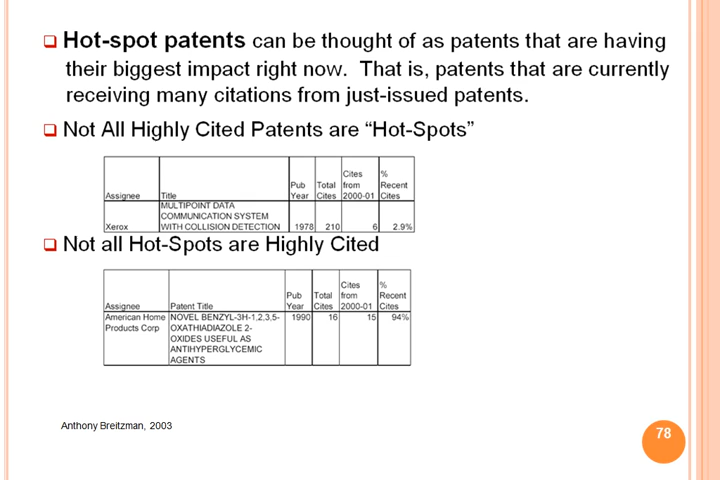 Hot-spot patents can be thought of as patents that are having
their biggest impact right now. That is, patents that are currently
receiving many citations from just-issued patents.
Not All Highly Cited Patents are “Hot-Spots”
Assignee Title Pub Year Total Cites Cites from 2000-01 % Recent Cites
MULTIPOINT DATA
COMMUNICATION SYSTEM
Xerox WITH COLLISION DETECTION 1978 210 6 2.9%
Not all Hot-Spots are Highly Cited
Assignee Patent Title Pub Year Total Cites Cites from 2000-01 % Recent Cites
American Home NOVEL BENZYL-3H-1,2,3,5- 1990 16 15 94%
Products Corp OXATHIADIAZOLE 2-
OXIDES USEFUL AS
ANTIHYPERGLYCEMIC
AGENTS
Anthony Breitzman, 2003
78